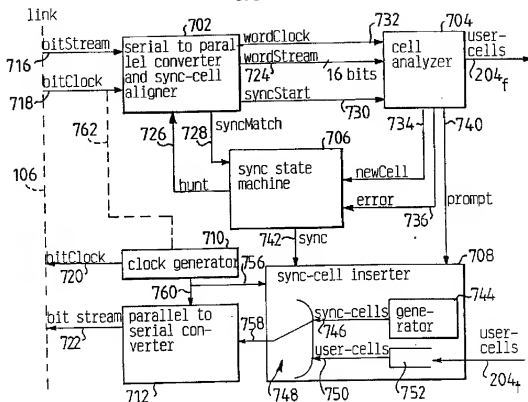 link
bitStream
716
bitClock
718
762
106
702
serial to paral
lel converter
and sync-cell
aligner
wordClock
732
wordStream
724
16 bits
syncStart
730
704
cell
analyzer
user-
cells
204f
726
728
syncMatch
734
740
706
sync state
machine
hunt
newCell
error
736
prompt
742
sync
710
bitClock
720
clock generator
756
760
708
sync-cell inserter
bit stream
722
parallel to
serial con-
verter
712
758
sync-cells
746
744
gene-
rator
user-cells
748
750
752
user-
cells
204t